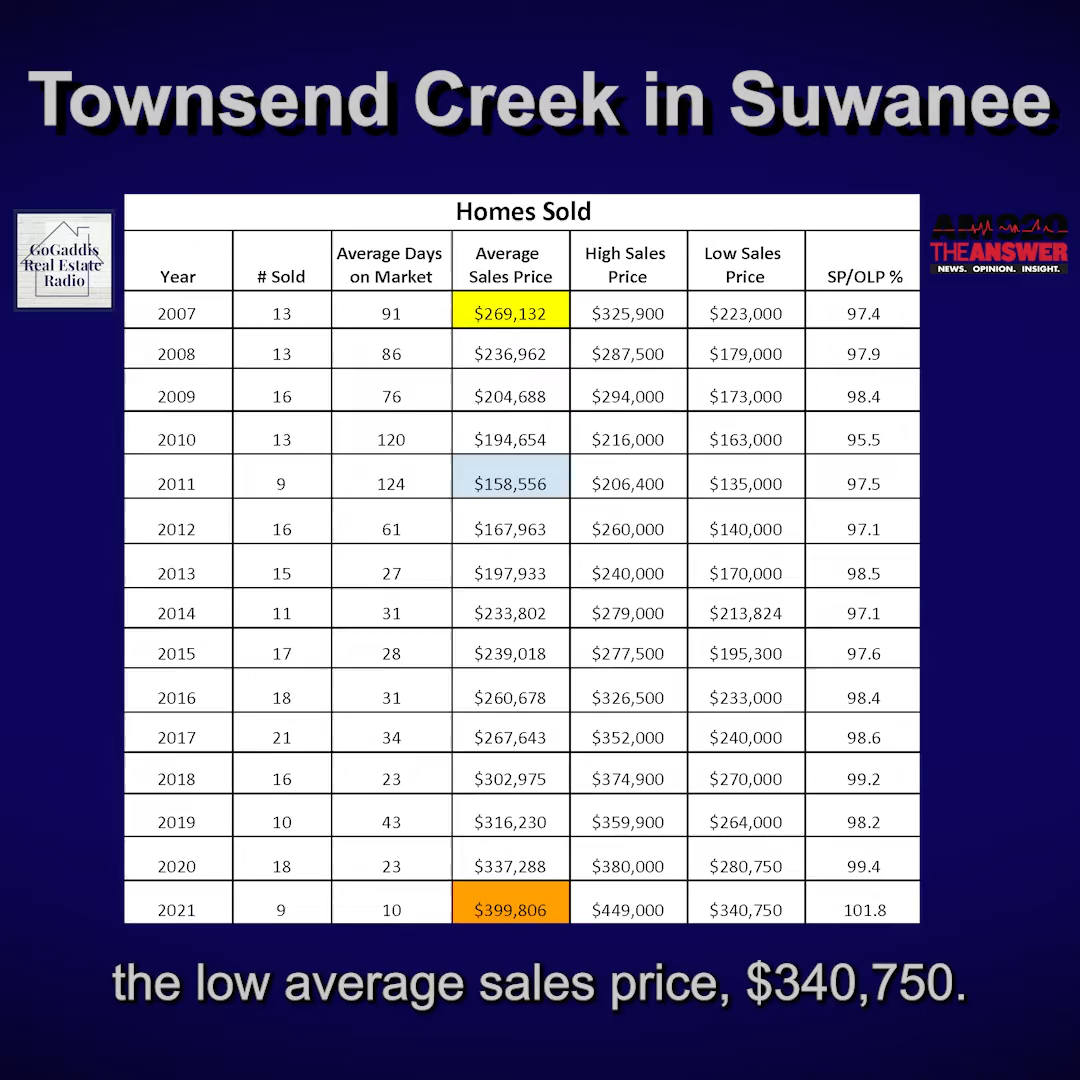 Townsend Creek in Suwanee
GoGaddis
Real Estate
Radio
AM920
THEANSWER
NEWS. OPINION. INSIGHT.
Homes Sold
Year # Sold Average Days on Market Average Sales Price High Sales Price Low Sales Price SP/OLP %
2007 13 91 $269,132 $325,900 $223,000 97.4
2008 13 86 $236,962 $287,500 $179,000 97.9
2009 16 76 $204,688 $294,000 $173,000 98.4
2010 13 120 $194,654 $216,000 $163,000 95.5
2011 9 124 $158,556 $206,400 $135,000 97.5
2012 16 61 $167,963 $260,000 $140,000 97.1
2013 15 27 $197,933 $240,000 $170,000 98.5
2014 11 31 $233,802 $279,000 $213,824 97.1
2015 17 28 $239,018 $277,500 $195,300 97.6
2016 18 31 $260,678 $326,500 $233,000 98.4
2017 21 34 $267,643 $352,000 $240,000 98.6
2018 16 23 $302,975 $374,900 $270,000 99.2
2019 10 43 $316,230 $359,900 $264,000 98.2
2020 18 23 $337,288 $380,000 $280,750 99.4
2021 9 10 $399,806 $449,000 $340,750 101.8
the low average sales price, $340,750.